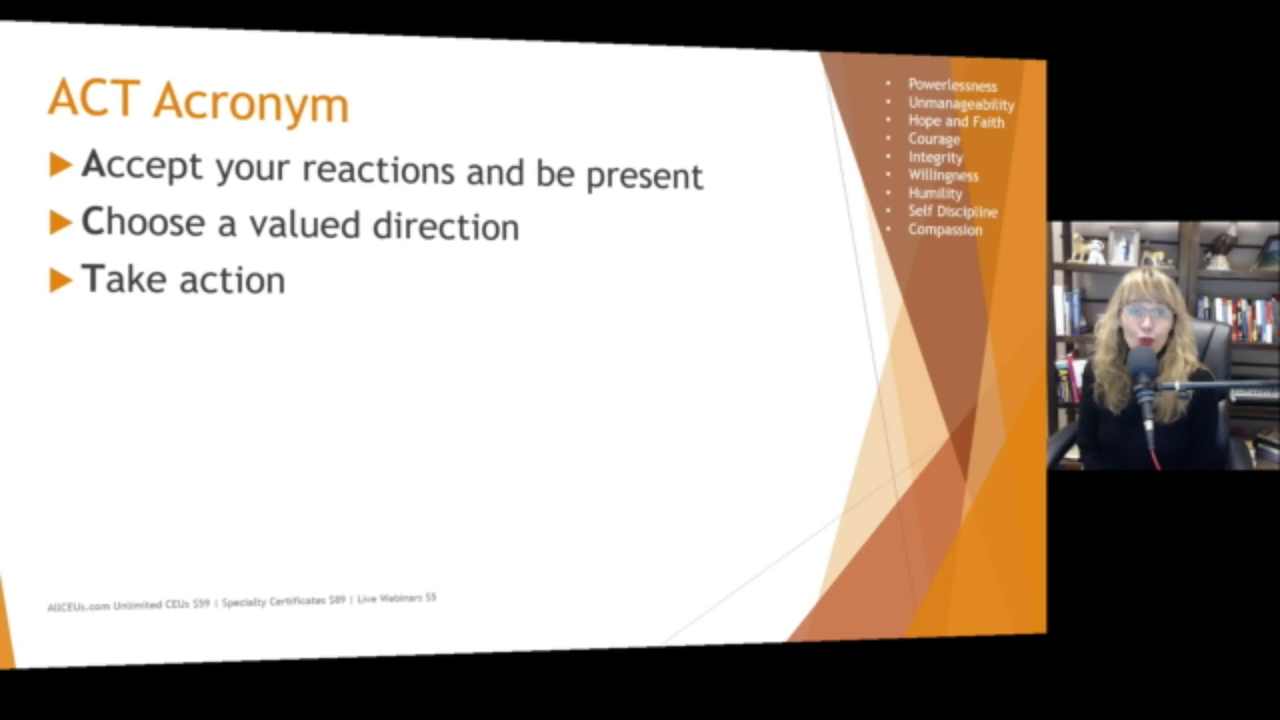 ACT Acronym
Accept your reactions and be present
Choose a valued direction
Take action
• Powerlessness
• Unmanageability
• Hope and Faith
• Courage
• Integrity
• Willingness
• Humility
• Self Discipline
• Compassion
AllCEUs.com Unlimited CEUs $59 | Specialty Certificates $89 | Live Webinars $5